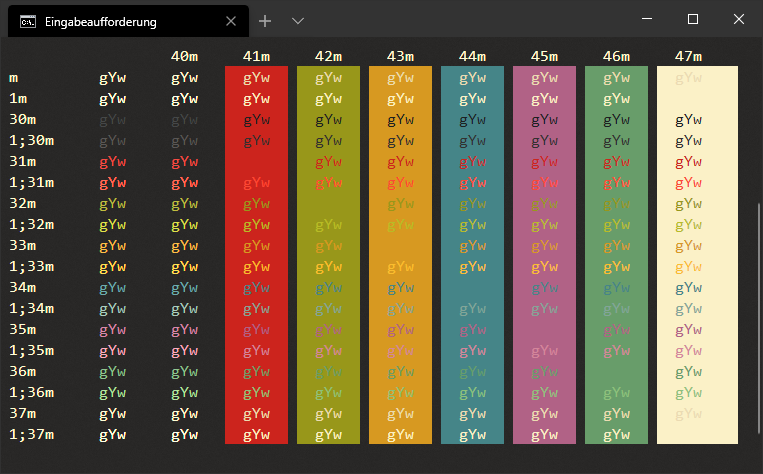 Eingabeaufforderung
40m 41m 42m 43m 44m 45m 46m 47m
m gYw gYw gYw gYw gYw gYw gYw gYw gYw
1m gYw gYw gYw gYw gYw gYw gYw gYw
30m gYw gYw gYw gYw gYw gYw gYw gYw gYw
1;30m gYw gYw gYw gYw gYw gYw gYw gYw gYw
31m gYw gYw gYw gYw gYw gYw gYw gYw
1;31m gYw gYw gYw gYw gYw gYw gYw gYw gYw
32m gYw gYw gYw gYw gYw gYw gYw gYw
1;32m gYw gYw gYw gYw gYw gYw gYw gYw gYw
33m gYw gYw gYw gYw gYw gYw gYw gYw
1;33m gYw gYw gYw gYw gYw gYw gYw gYw gYw
34m gYw gYw gYw gYw gYw gYw gYw gYw
1;34m gYw gYw gYw gYw gYw gYw gYw gYw gYw
35m gYw gYw gYw gYw gYw gYw gYw gYw
1;35m gYw gYw gYw gYw gYw gYw gYw gYw gYw
36m gYw gYw gYw gYw gYw gYw gYw gYw
1;36m gYw gYw gYw gYw gYw gYw gYw gYw gYw
37m gYw gYw gYw gYw gYw gYw gYw gYw gYw
1;37m gYw gYw gYw gYw gYw gYw gYw gYw